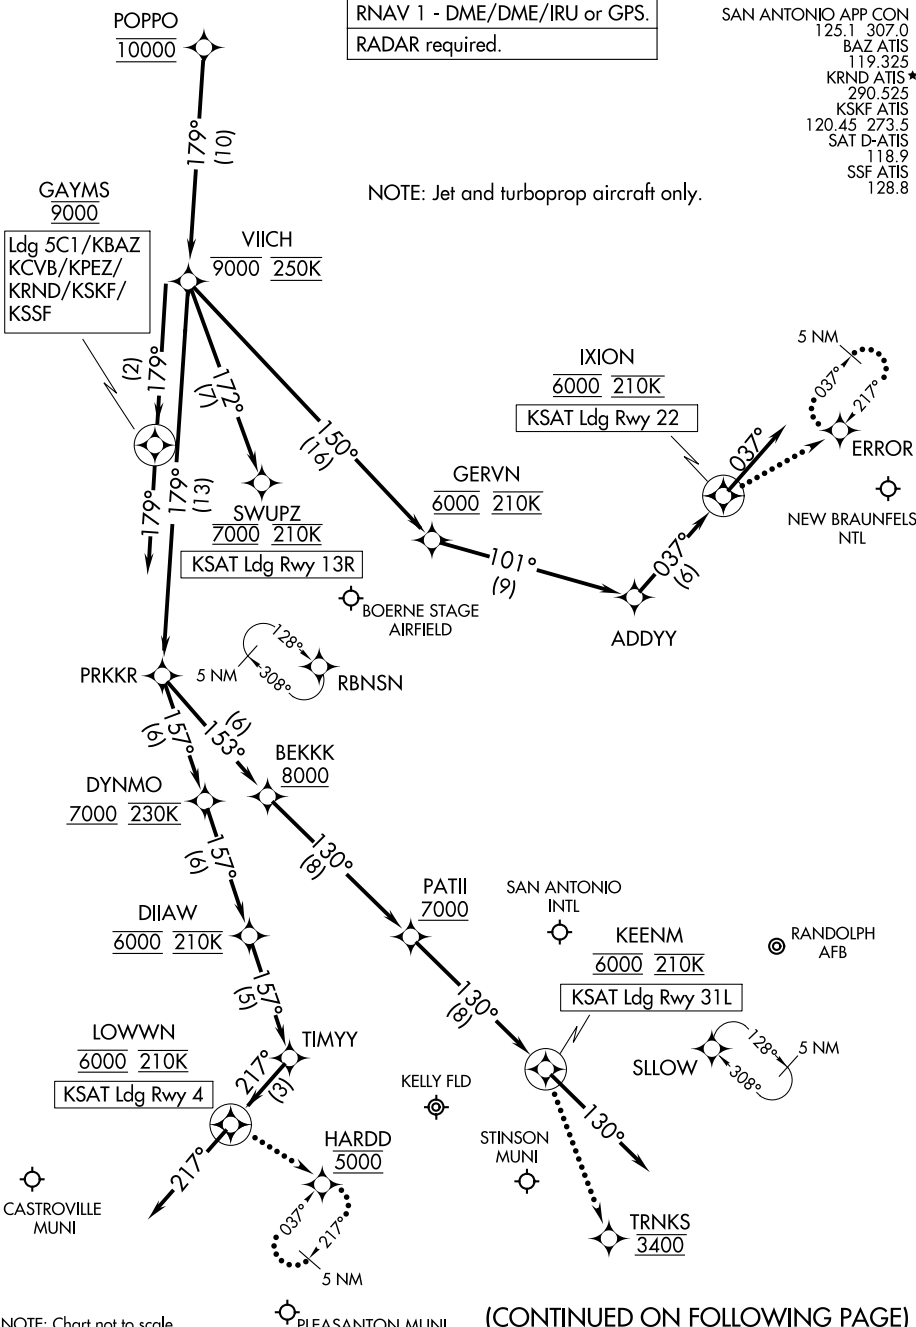 RNAV 1 - DME/DME/IRU or GPS.
RADAR required.
SAN ANTONIO APP CON
125.1 307.0
BAZ ATIS
119.325
KRND ATIS★
290.525
KSKF ATIS
120.45 273.5
SAT D-ATIS
118.9
SSF ATIS
128.8
POPPO
10000
179°
(10)
NOTE: Jet and turboprop aircraft only.
GAYMS
9000
Ldg 5C1/KBAZ
KCVB/KPEZ/
KRND/KSKF/
KSSF
VIICH
9000 250K
(2)
179°
179°
179°
(13)
172°
(7)
150°
(16)
SWUPZ
7000 210K
KSAT Ldg Rwy 13R
IXION
6000 210K
KSAT Ldg Rwy 22
5 NM
037°
217°
ERROR
037°
NEW BRAUNFELS
NTL
GERVN
6000 210K
101°
(9)
037°
(6)
ADDYY
BOERNE STAGE
AIRFIELD
PRKKR
128°
308°
5 NM
RBNSN
157°
(6)
153°
(6)
BEKKK
8000
DYNMO
7000 230K
157°
(6)
130°
(8)
DIIAW
6000 210K
PATII
7000
SAN ANTONIO
INTL
RANDOLPH
AFB
KEENM
6000 210K
KSAT Ldg Rwy 31L
157°
(5)
130°
(8)
LOWWN
6000 210K
KSAT Ldg Rwy 4
TIMYY
217°
(3)
SLLOW
128°
308°
5 NM
KELLY FLD
130°
STINSON
MUNI
HARDD
5000
217°
037°
217°
5 NM
CASTROVILLE
MUNI
TRNKS
3400
NOTE: Chart not to scale
PLEASANTON MUNI
(CONTINUED ON FOLLOWING PAGE)